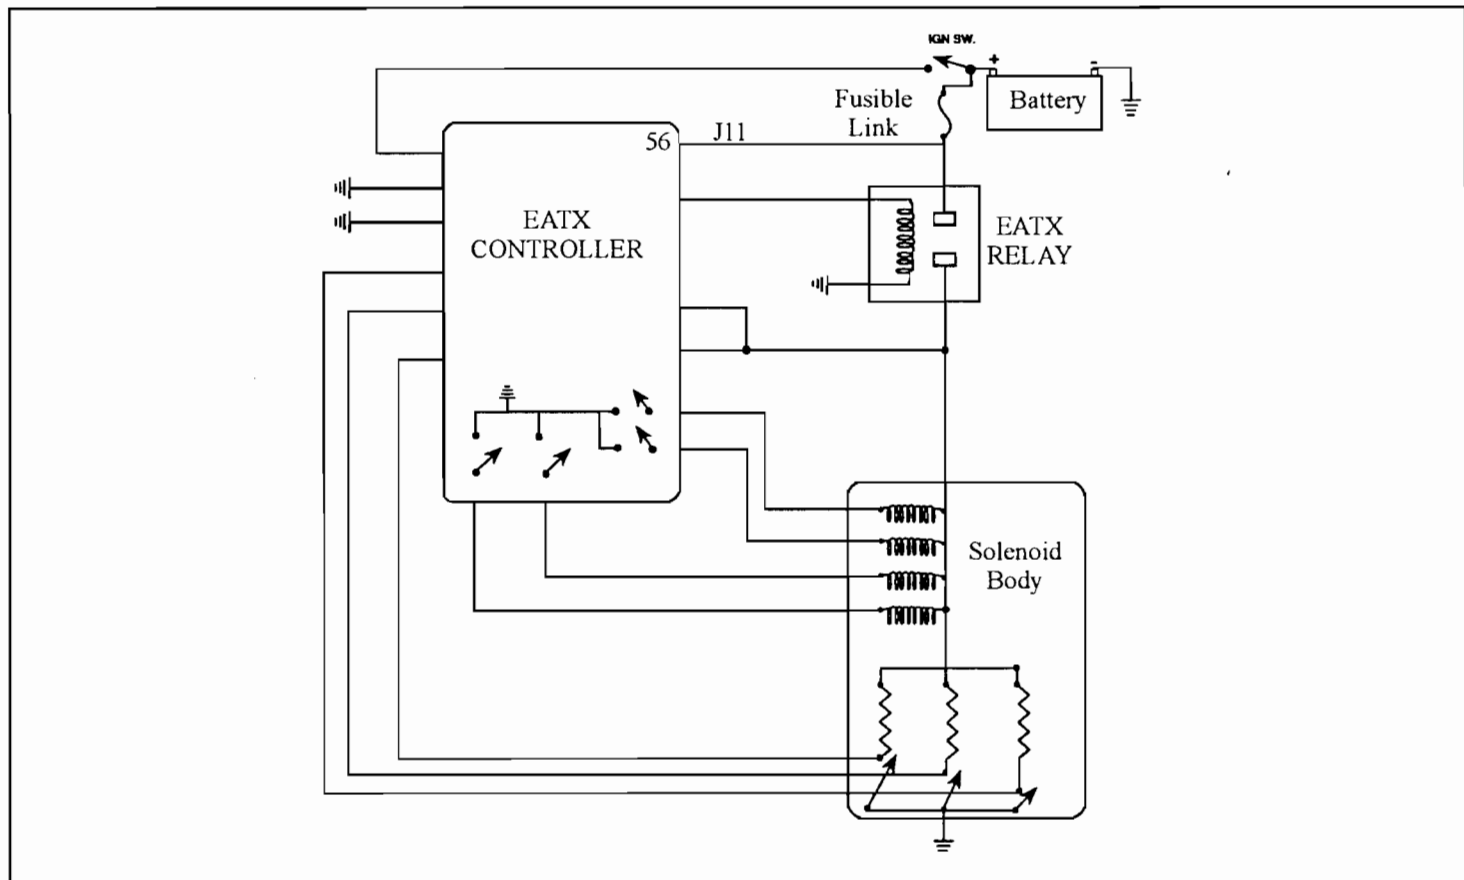 IGN SW.
+
-
Battery
Fusible
Link
56
J11
EATX
CONTROLLER
EATX
RELAY
Solenoid
Body